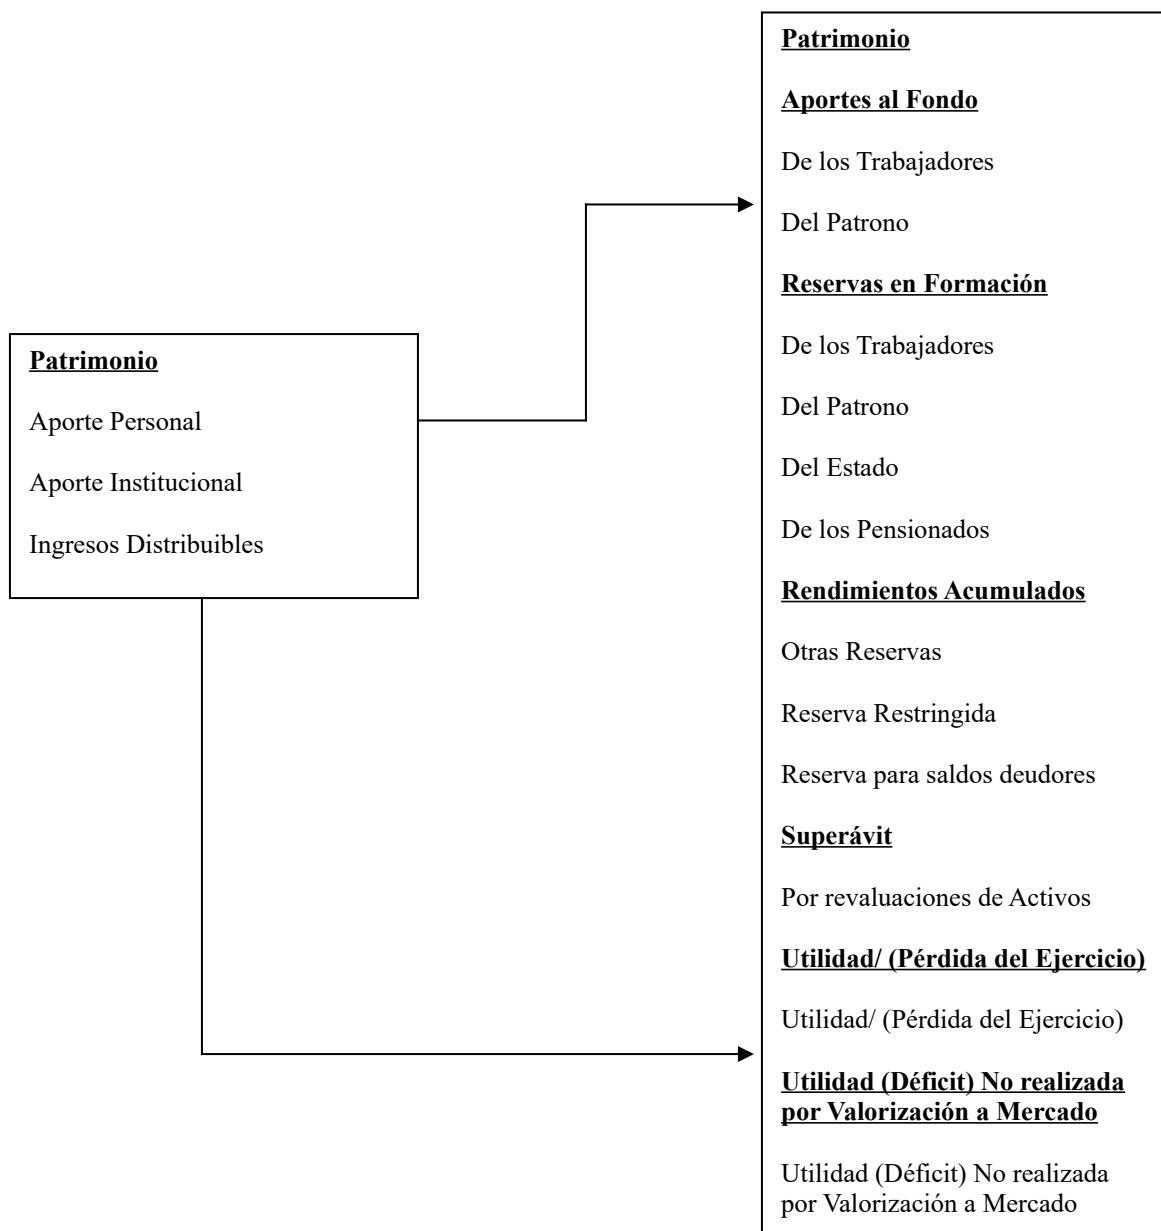 Patrimonio
Aporte Personal
Aporte Institucional
Ingresos Distribuibles
Patrimonio
Aportes al Fondo
De los Trabajadores
Del Patrono
Reservas en Formación
De los Trabajadores
Del Patrono
Del Estado
De los Pensionados
Rendimientos Acumulados
Otras Reservas
Reserva Restringida
Reserva para saldos deudores
Superávit
Por revaluaciones de Activos
Utilidad/ (Pérdida del Ejercicio)
Utilidad/ (Pérdida del Ejercicio)
Utilidad (Déficit) No realizada
por Valorización a Mercado
Utilidad (Déficit) No realizada
por Valorización a Mercado